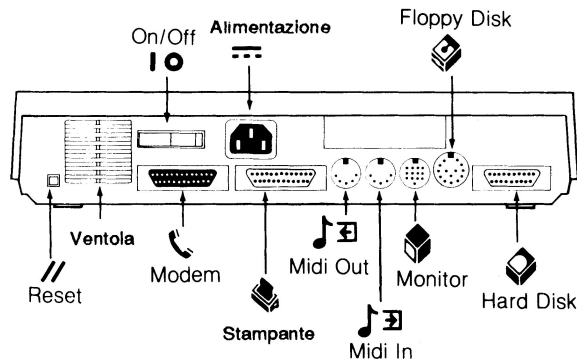 Floppy Disk
Alimentazione
On/Off
Ventola
Modem
Midi Out
Monitor
Reset
Hard Disk
Stampante
Midi In